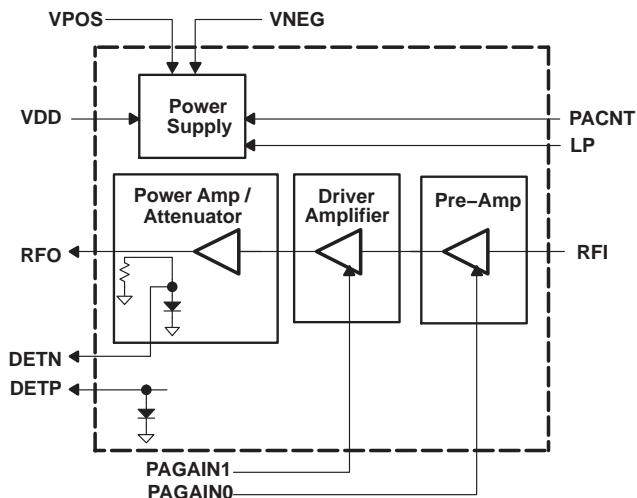 VPOS
VNEG
Power
Supply
VDD
PACNT
LP
Power Amp /
Attenuator
Driver
Amplifier
Pre−Amp
RFO
RFI
DETN
DETP
PAGAIN1
PAGAIN0